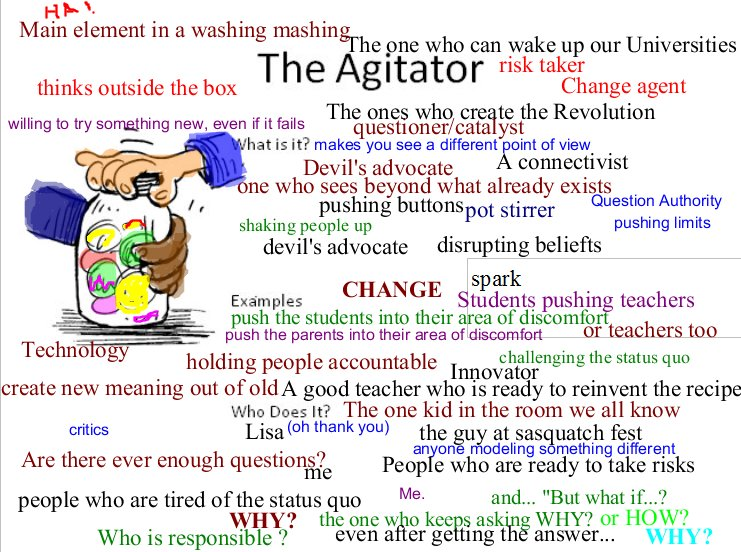 HA!
Main element in a washing mashing
The one who can wake up our Universities
The Agitator
risk taker
thinks outside the box
Change agent
The ones who create the Revolution
willing to try something new, even if it fails
questioner/catalyst
What is it?
makes you see a different point of view
Devil's advocate
A connectivist
one who sees beyond what already exists
pushing buttons
pot stirrer
Question Authority
shaking people up
pushing limits
devil's advocate
disrupting beliefts
spark
CHANGE
Examples
Students pushing teachers
push the students into their area of discomfort
push the parents into their area of discomfort
or teachers too
Technology
holding people accountable
challenging the status quo
Innovator
create new meaning out of old
A good teacher who is ready to reinvent the recipe
Who Does It?
The one kid in the room we all know
critics
Lisa
(oh thank you)
the guy at sasquatch fest
anyone modeling something different
Are there ever enough questions?
me
People who are ready to take risks
people who are tired of the status quo
Me.
and... "But what if...?
WHY?
the one who keeps asking WHY?
or HOW?
Who is responsible ?
even after getting the answer...
WHY?